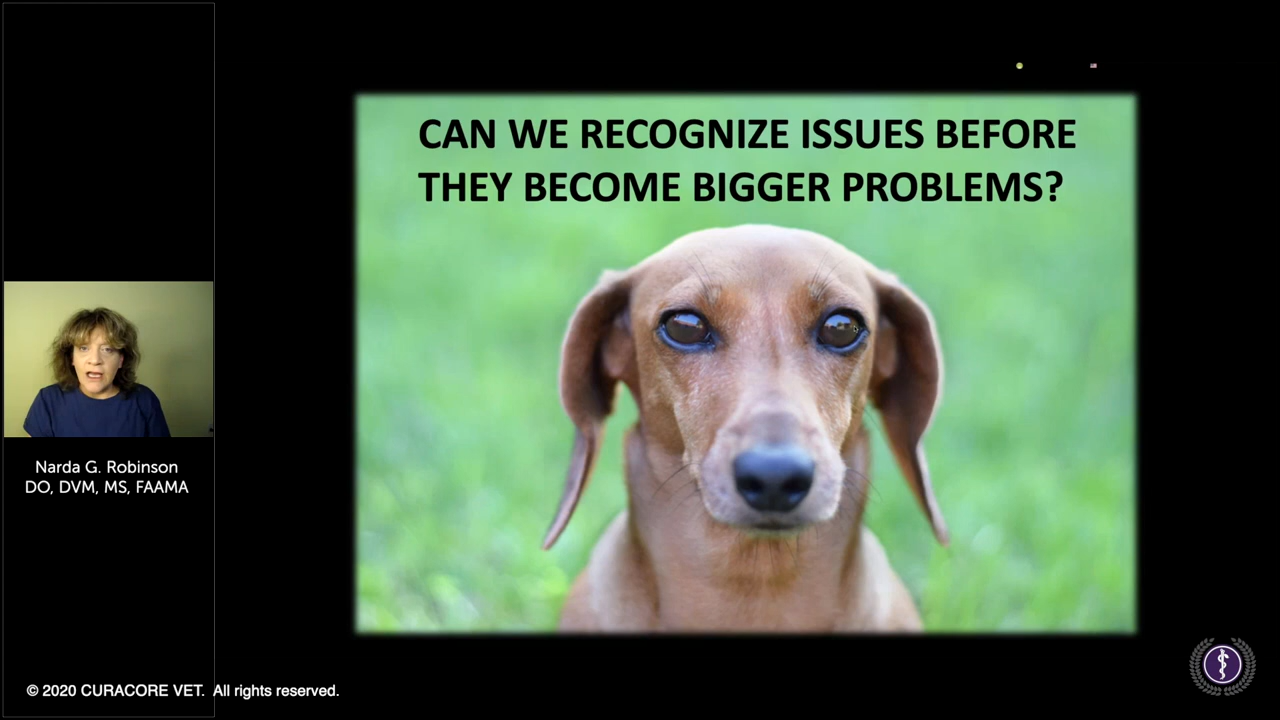 CAN WE RECOGNIZE ISSUES BEFORE
THEY BECOME BIGGER PROBLEMS?
Narda G. Robinson
DO, DVM, MS, FAAMA
© 2020 CURACORE VET. All rights reserved.